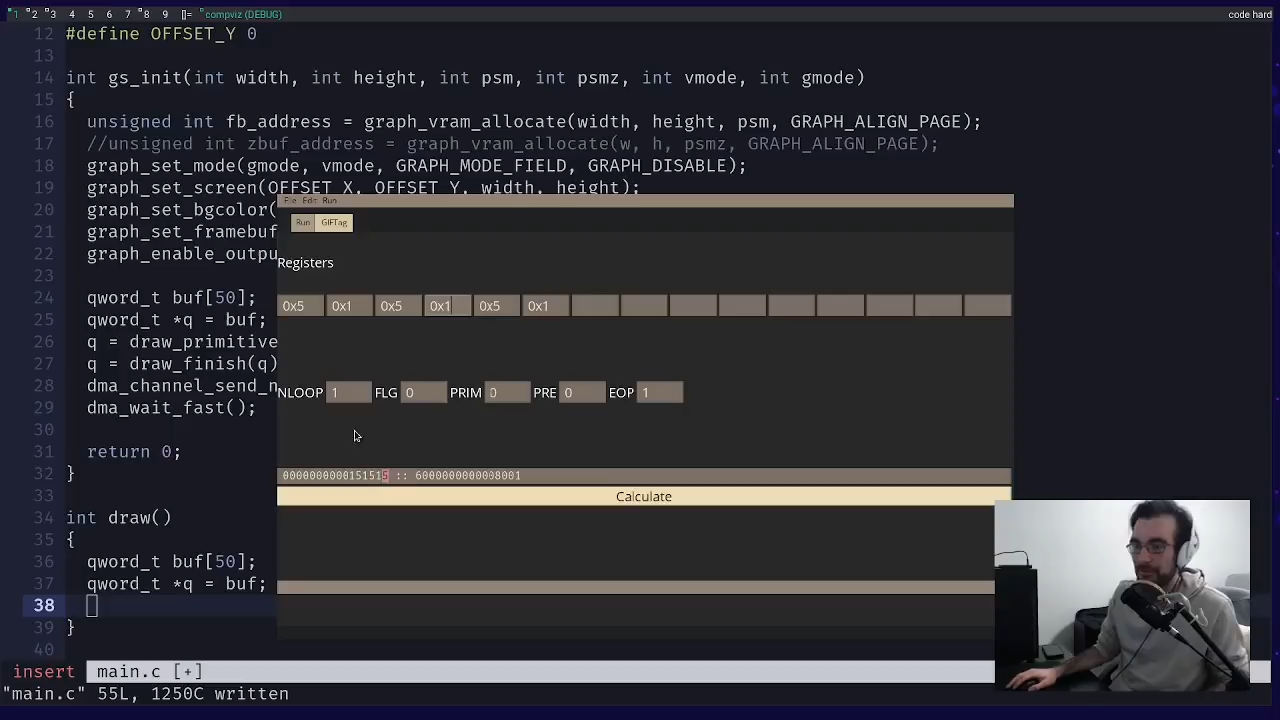 1 2 3 4 5 6 7 8 9 []= compviz (DEBUG) code hard
12 #define OFFSET_Y 0
13
14 int gs_init(int width, int height, int psm, int psmz, int vmode, int gmode)
15 {
16 unsigned int fb_address = graph_vram_allocate(width, height, psm, GRAPH_ALIGN_PAGE);
17 //unsigned int zbuf_address = graph_vram_allocate(w, h, psmz, GRAPH_ALIGN_PAGE);
18 graph_set_mode(gmode, vmode, GRAPH_MODE_FIELD, GRAPH_DISABLE);
19 graph_set_screen(OFFSET_X, OFFSET_Y, width, height);
20 graph_set_bgcolor(
21 graph_set_framebuf
22 graph_enable_outpu
23
24 qword_t buf[50];
25 qword_t *q = buf;
26 q = draw_primitive
27 q = draw_finish(q)
28 dma_channel_send_n
29 dma_wait_fast();
30
31 return 0;
32 }
33
34 int draw()
35 {
36 qword_t buf[50];
37 qword_t *q = buf;
38
39 }
40
File Edit Run
Run GIFTag
Registers
0x5 0x1 0x5 0x1 0x5 0x1
NLOOP 1 FLG 0 PRIM 0 PRE 0 EOP 1
0000000000151515 :: 6000000000008001
Calculate
insert main.c [+]
"main.c" 55L, 1250C written